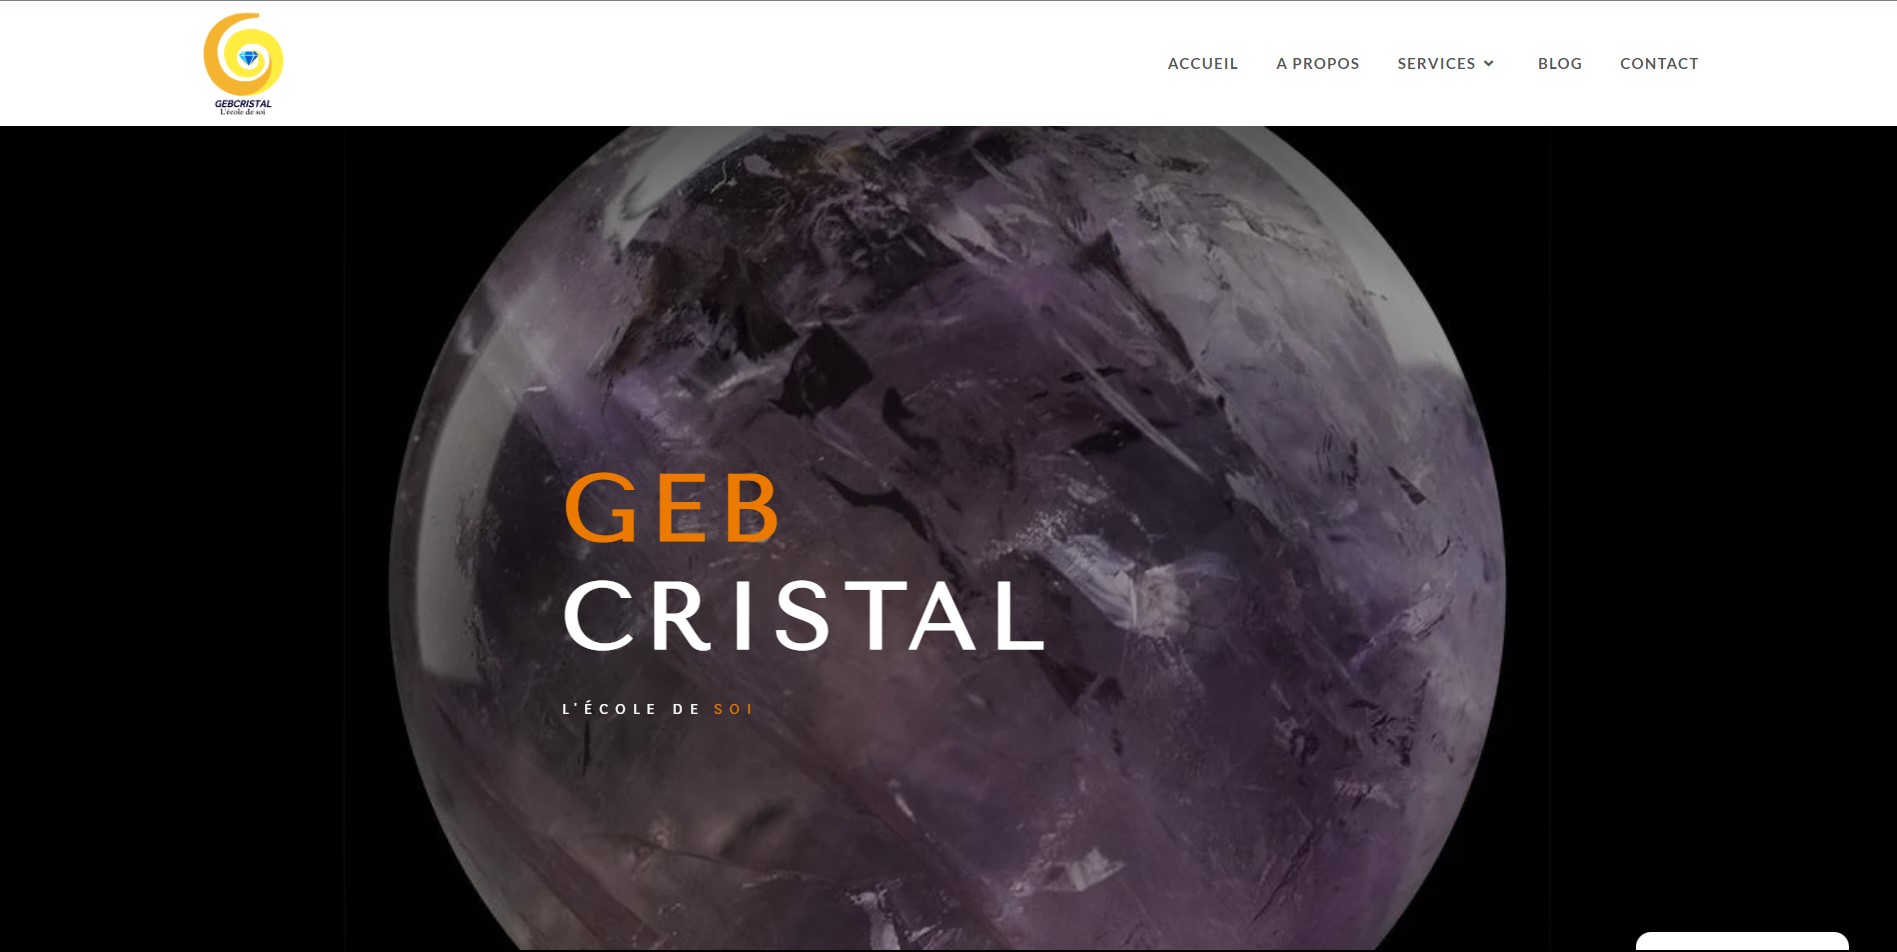 GEBCRISTAL
L'école de soi
ACCUEIL A PROPOS SERVICES BLOG CONTACT
GEB
CRISTAL
L'ÉCOLE DE SOI